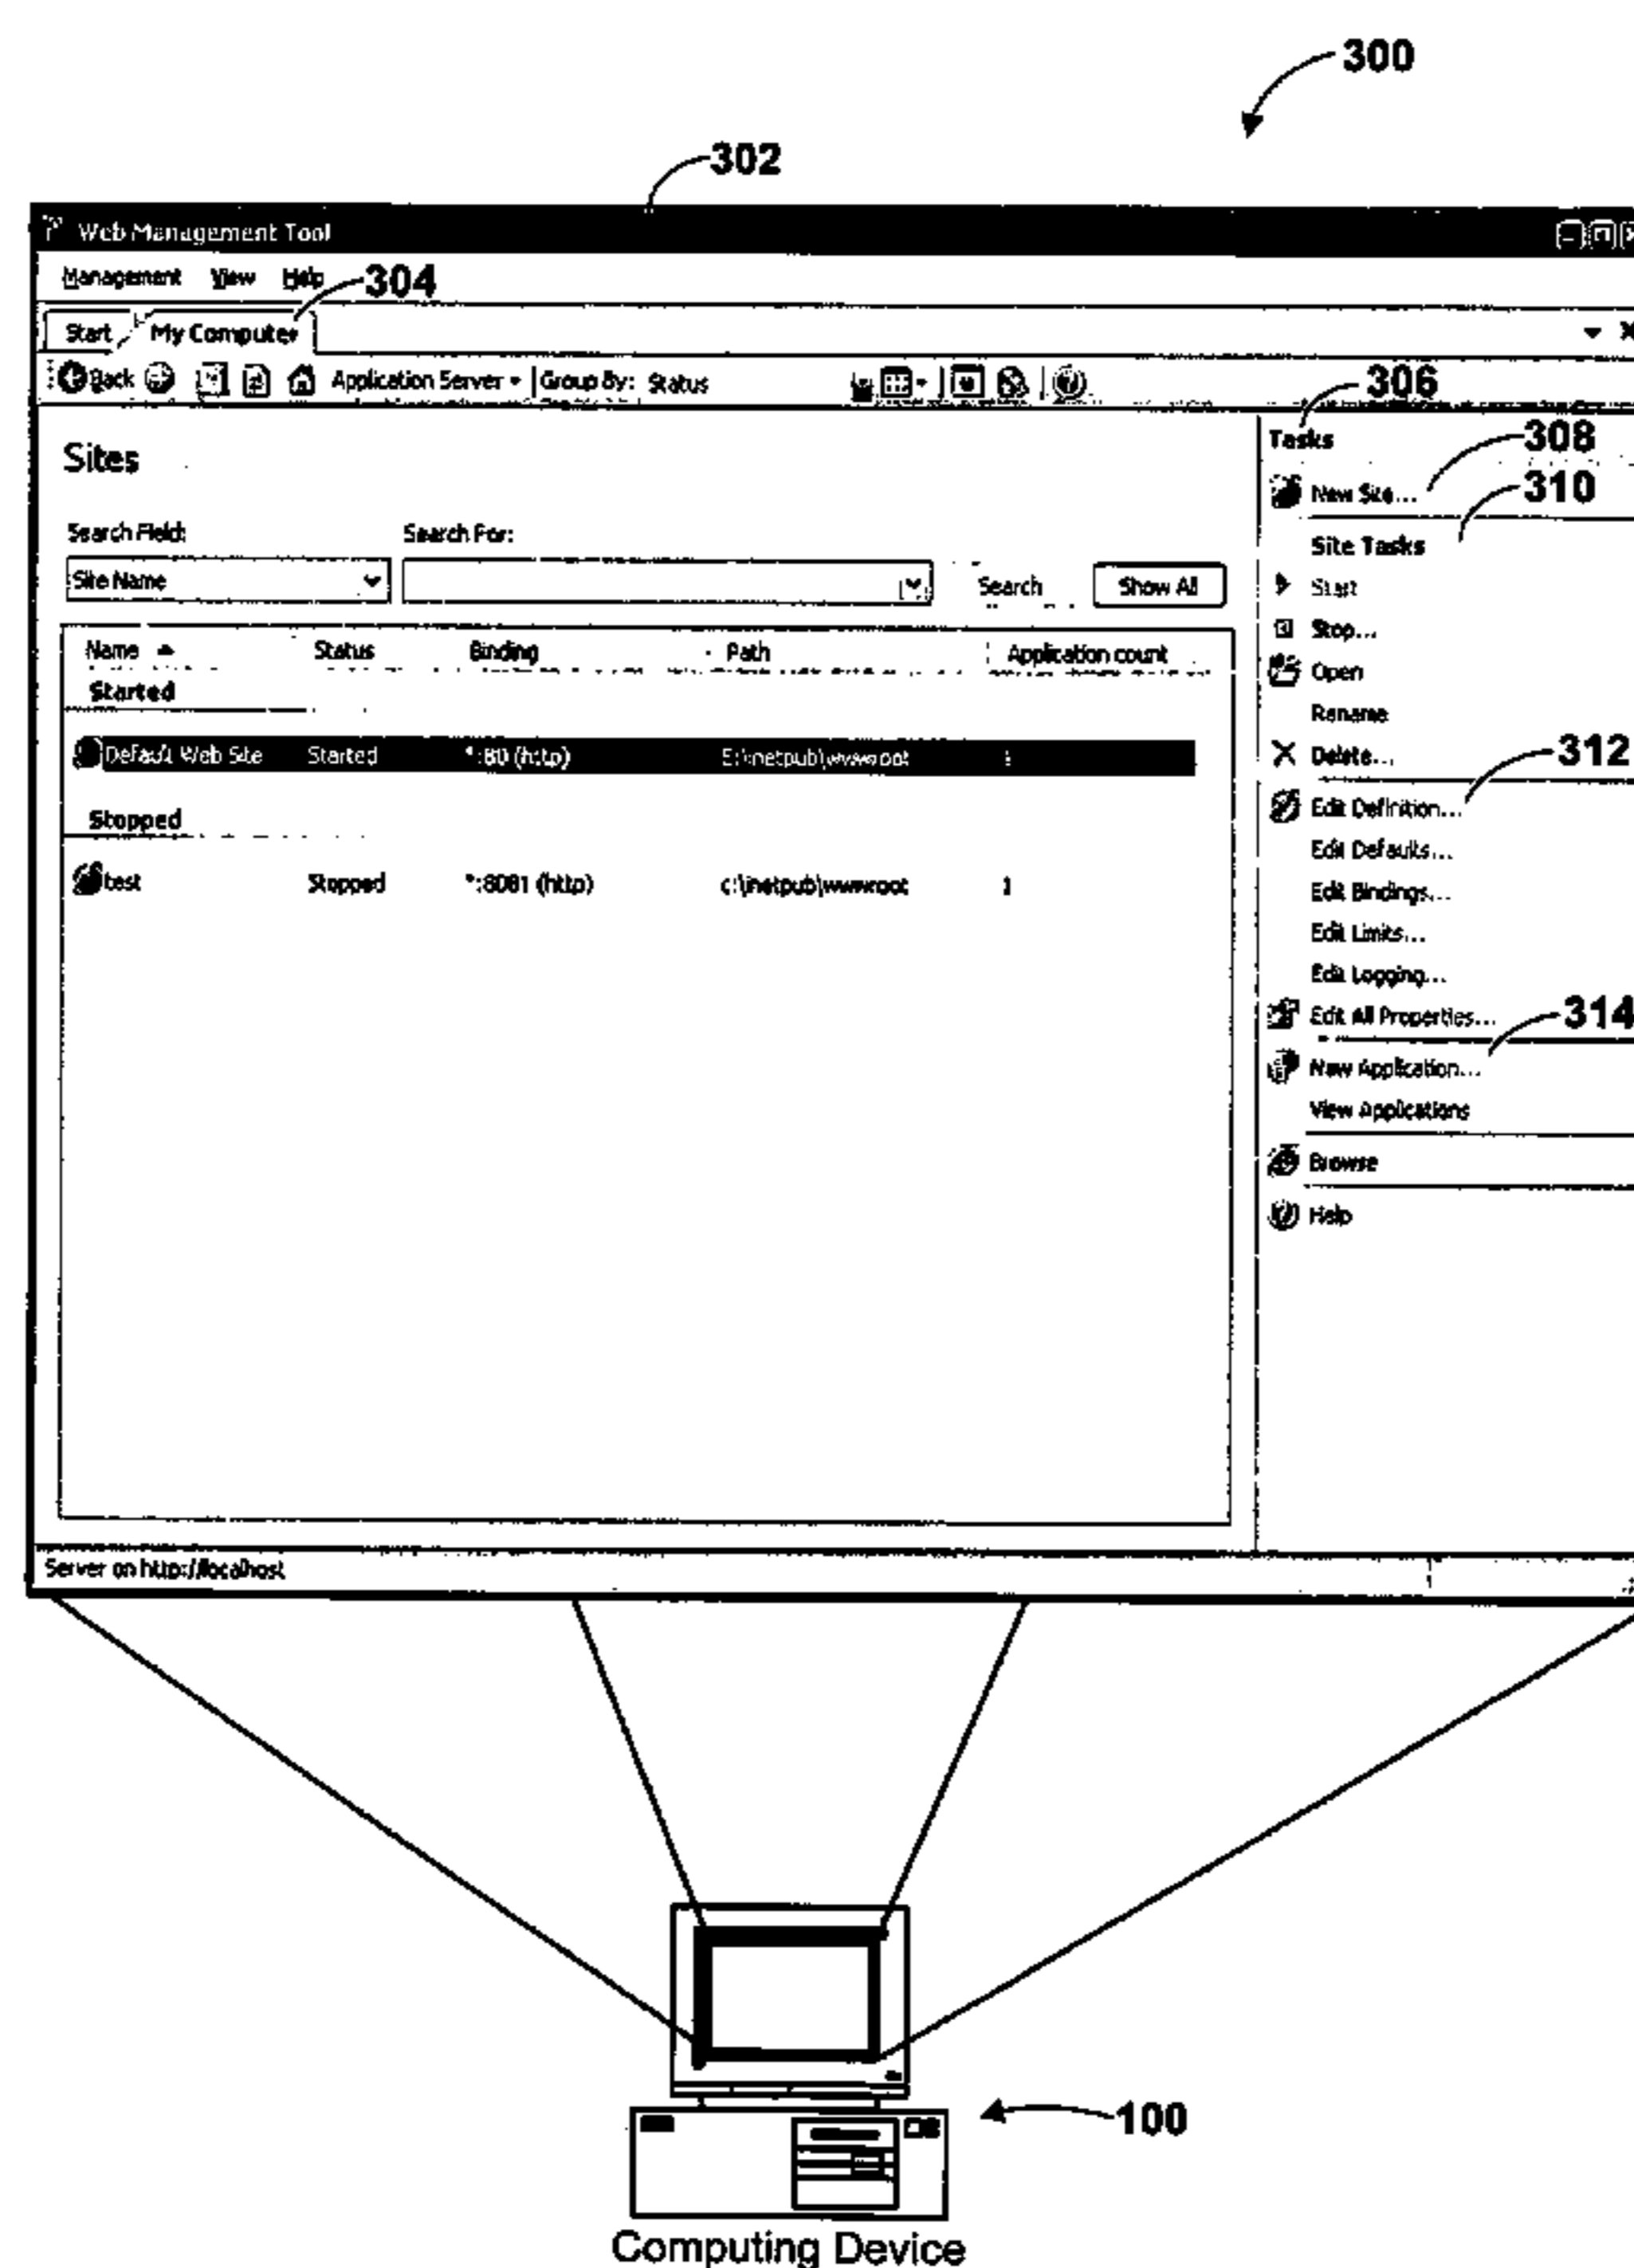 300
302
Web Management Tool
Management View Help
304
Start My Computer
Back Application Server Group By: Status
306
Sites
Tasks
308
New Site...
310
Search Field: Search For:
Site Tasks
Site Name
Search Show All
Start
Stop...
Name Status Binding Path Application count
Open
Started
Rename
Default Web Site Started *:80 (http) E:\inetpub\wwwroot 1
Delete...
312
Edit Definition...
Stopped
Edit Defaults...
test Stopped *:8081 (http) c:\inetpub\wwwroot 1
Edit Bindings...
Edit Limits...
Edit Logging...
Edit All Properties...
314
New Application...
View Applications
Browse
Help
Server on http://localhost
100
Computing Device